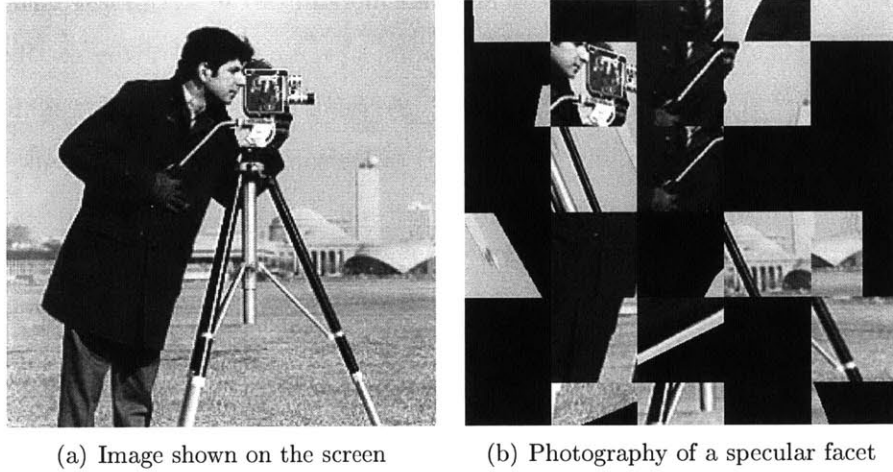 (a) Image shown on the screen
(b) Photography of a specular facet